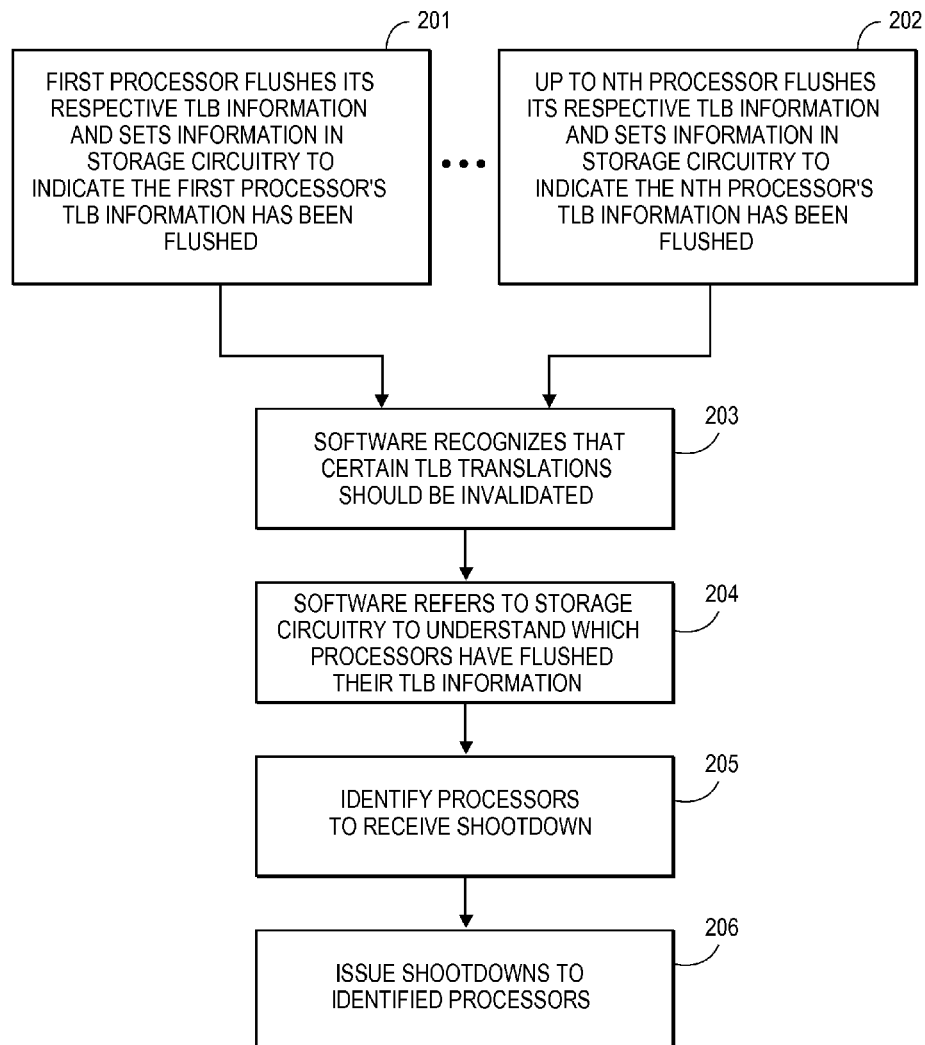 201
FIRST PROCESSOR FLUSHES ITS
RESPECTIVE TLB INFORMATION
AND SETS INFORMATION IN
STORAGE CIRCUITRY TO
INDICATE THE FIRST PROCESSOR'S
TLB INFORMATION HAS BEEN
FLUSHED
202
UP TO NTH PROCESSOR FLUSHES
ITS RESPECTIVE TLB INFORMATION
AND SETS INFORMATION IN
STORAGE CIRCUITRY TO
INDICATE THE NTH PROCESSOR'S
TLB INFORMATION HAS BEEN
FLUSHED
203
SOFTWARE RECOGNIZES THAT
CERTAIN TLB TRANSLATIONS
SHOULD BE INVALIDATED
204
SOFTWARE REFERS TO STORAGE
CIRCUITRY TO UNDERSTAND WHICH
PROCESSORS HAVE FLUSHED
THEIR TLB INFORMATION
205
IDENTIFY PROCESSORS
TO RECEIVE SHOOTDOWN
206
ISSUE SHOOTDOWNS TO
IDENTIFIED PROCESSORS